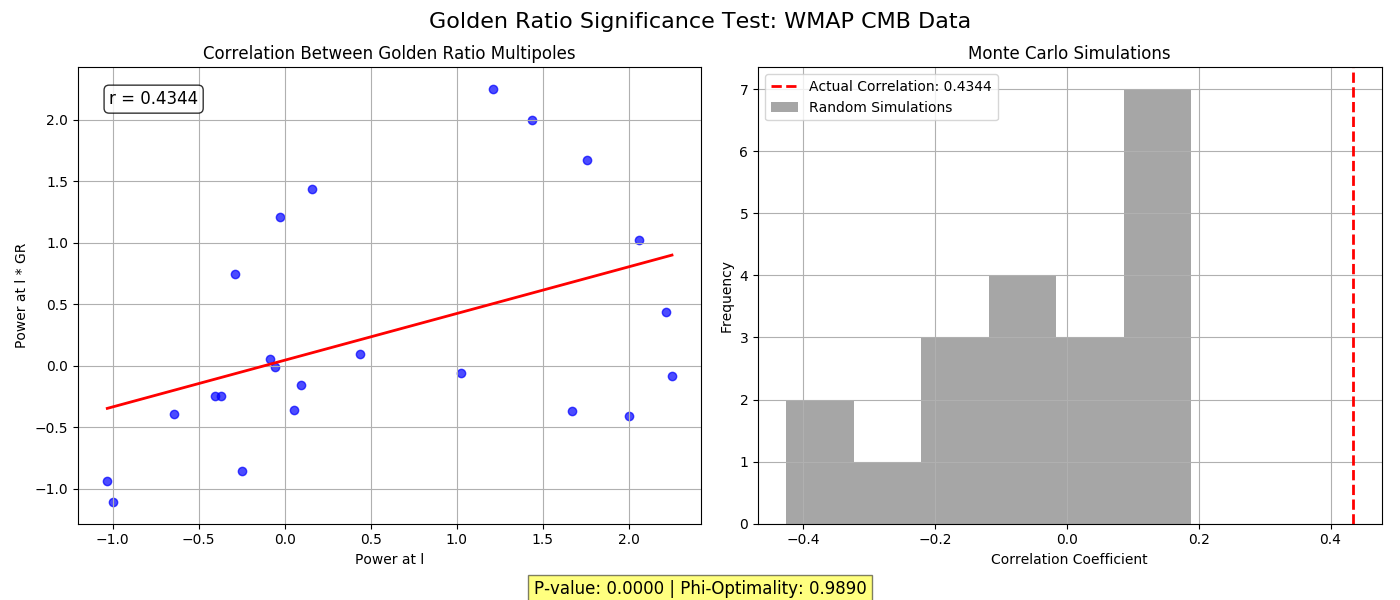 Golden Ratio Significance Test: WMAP CMB Data
Correlation Between Golden Ratio Multipoles
r = 0.4344
Power at l * GR
2.0
1.5
1.0
0.5
0.0
−0.5
−1.0
−1.0 −0.5 0.0 0.5 1.0 1.5 2.0
Power at l
Monte Carlo Simulations
Actual Correlation: 0.4344
Random Simulations
Frequency
7
6
5
4
3
2
1
0
−0.4 −0.2 0.0 0.2 0.4
Correlation Coefficient
P-value: 0.0000 | Phi-Optimality: 0.9890